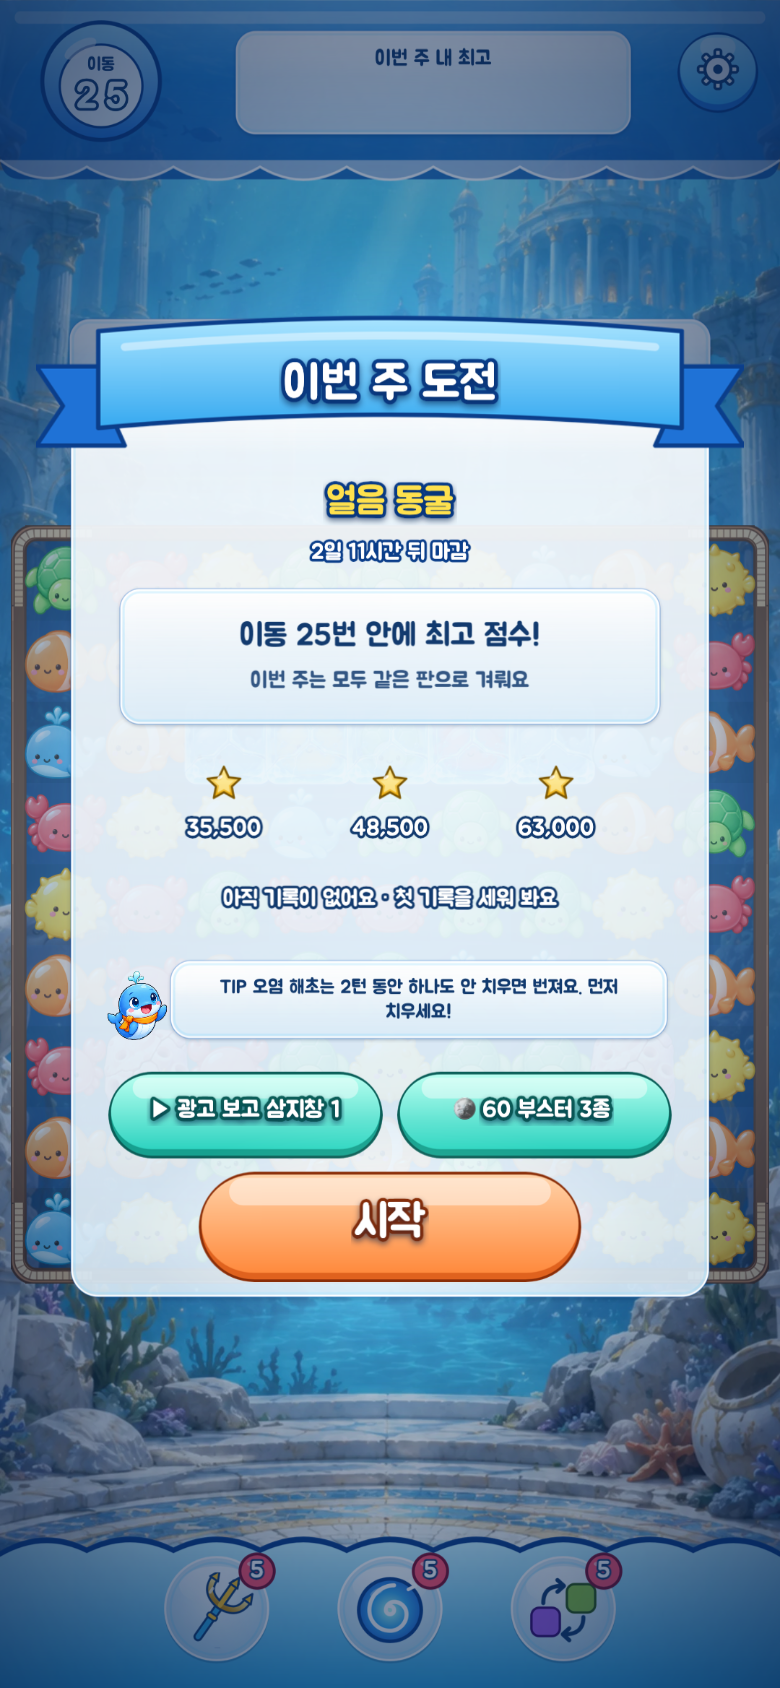 이동
25
이번 주 내 최고
이번 주 도전
얼음 동굴
2일 11시간 뒤 마감
이동 25번 안에 최고 점수!
이번 주는 모두 같은 판으로 겨뤄요
35,500
48,500
63,000
아직 기록이 없어요 · 첫 기록을 세워 봐요
TIP 오염 해초는 2턴 동안 하나도 안 치우면 번져요. 먼저
치우세요!
▶ 광고 보고 삼지창 1
60 부스터 3종
시작
5
5
5